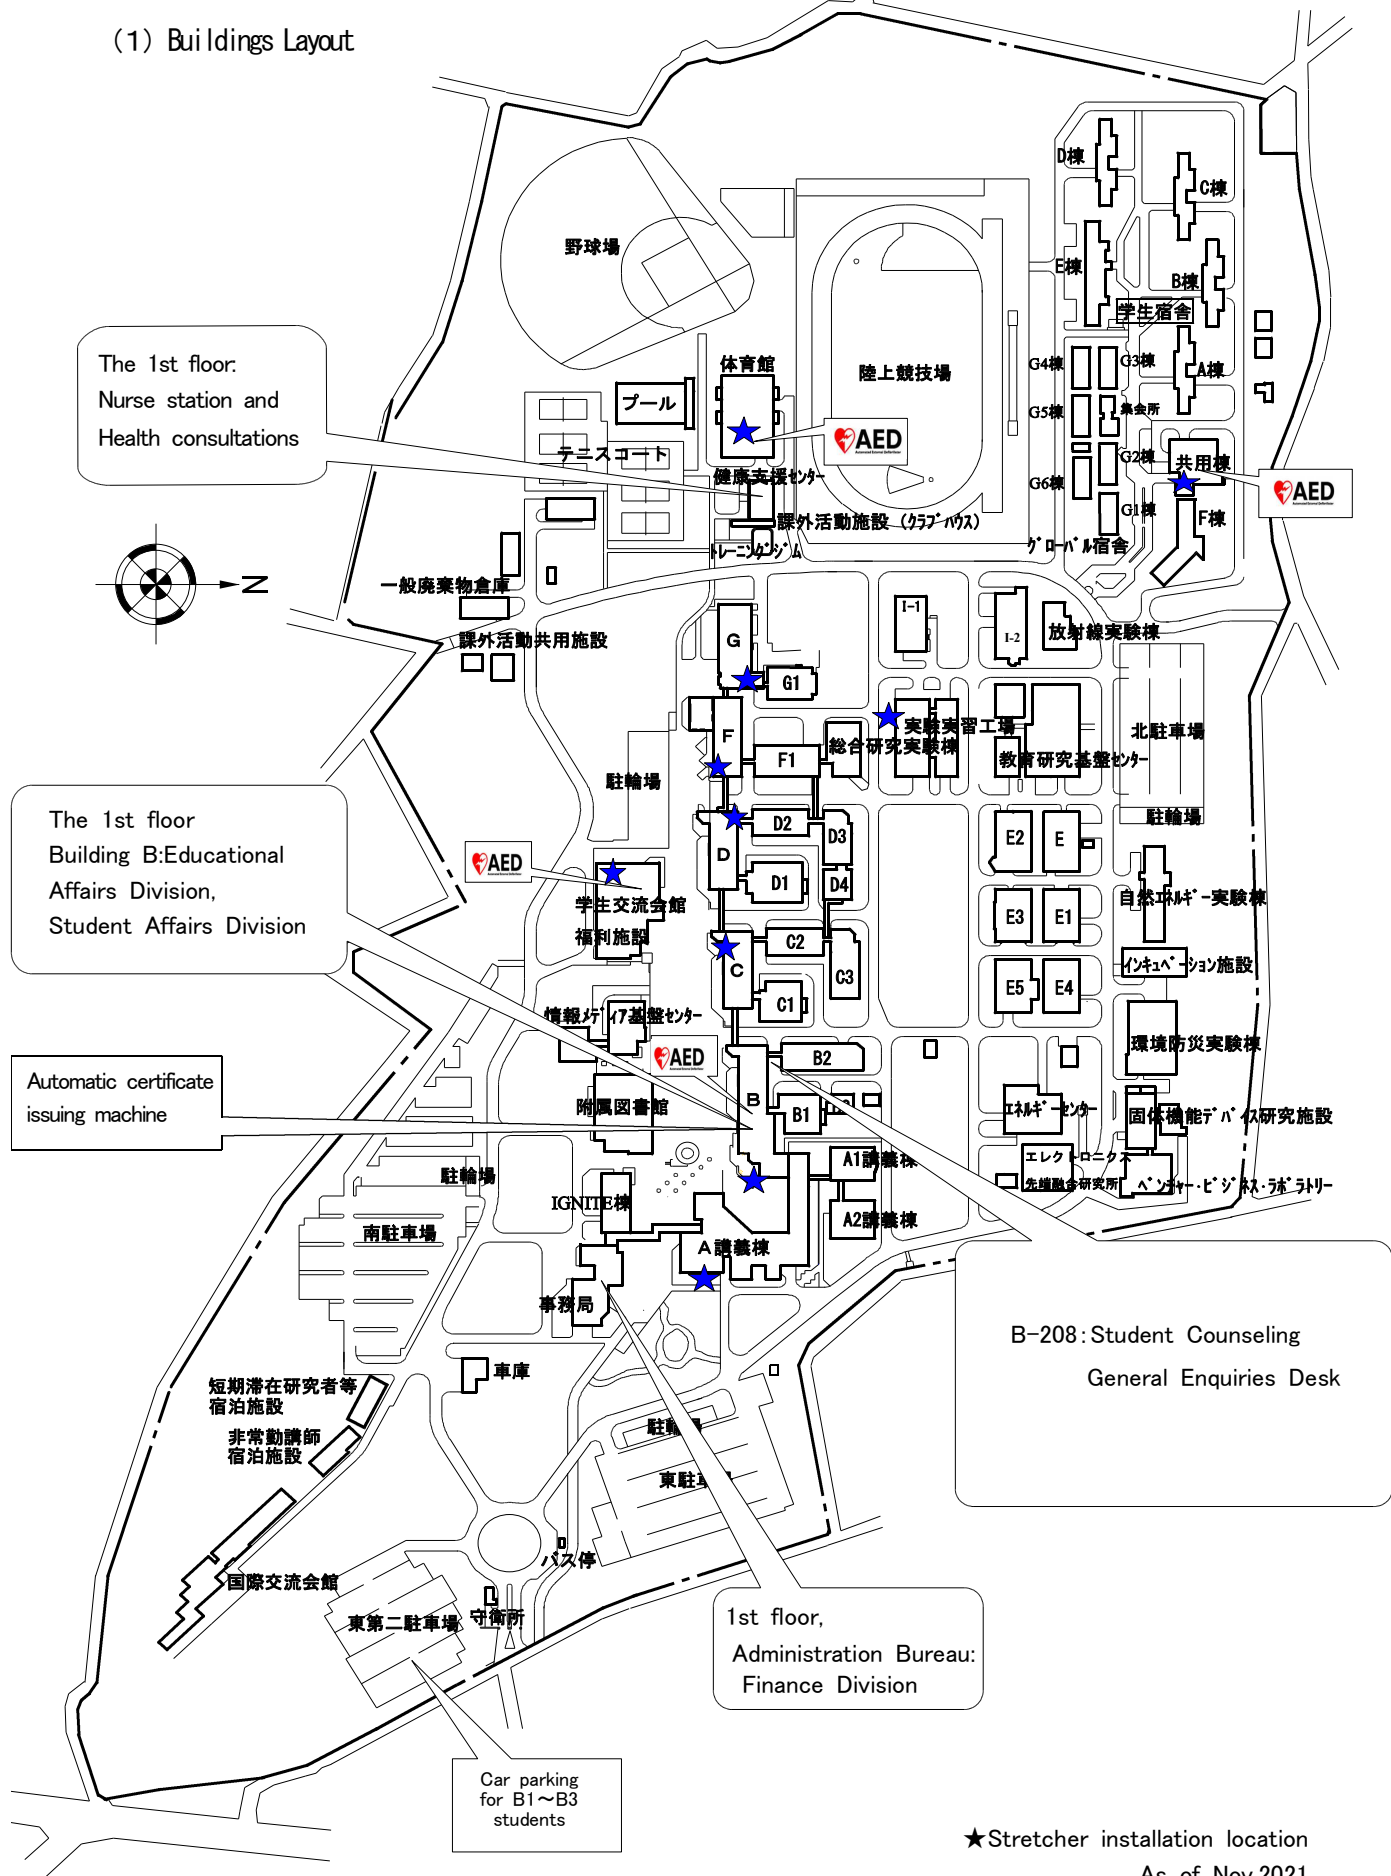 (1) Buildings Layout
D棟
C棟
野球場
E棟
B棟
学生宿舎
The 1st floor:
Nurse station and
Health consultations
体育館
陸上競技場
G4棟
G3棟
A棟
プール
G5棟
集会所
AED
テニスコート
G2棟
共用棟
健康支援センター
G6棟
AED
課外活動施設 (クラブハウス)
G1棟
F棟
トレーニングジム
グローバル宿舎
N
一般廃棄物倉庫
課外活動共用施設
G
I-1
I-2
放射線実験棟
G1
F
F1
実験実習工場
総合研究実験棟
北駐車場
教育研究基盤センター
駐輪場
駐輪場
The 1st floor
Building B:Educational
Affairs Division,
Student Affairs Division
D2
D3
E2
E
D
D1
D4
AED
学生交流会館
福利施設
自然エネルギー実験棟
E3
E1
C2
C
C3
インキュベーション施設
C1
E5
E4
情報メディア基盤センター
環境防災実験棟
AED
B2
Automatic certificate
issuing machine
附属図書館
B
B1
エネルギーセンター
固体機能デバイス研究施設
A1講義棟
エレクトロニクス
先端融合研究所
ベンチャー・ビジネス・ラボラトリー
駐輪場
IGNITE棟
A2講義棟
南駐車場
A講義棟
事務局
B-208:Student Counseling
General Enquiries Desk
車庫
短期滞在研究者等
宿泊施設
非常勤講師
宿泊施設
駐輪場
東駐車場
バス停
国際交流会館
東第二駐車場
守衛所
1st floor,
Administration Bureau:
Finance Division
Car parking
for B1～B3
students
★Stretcher installation location
As of Nov.2021